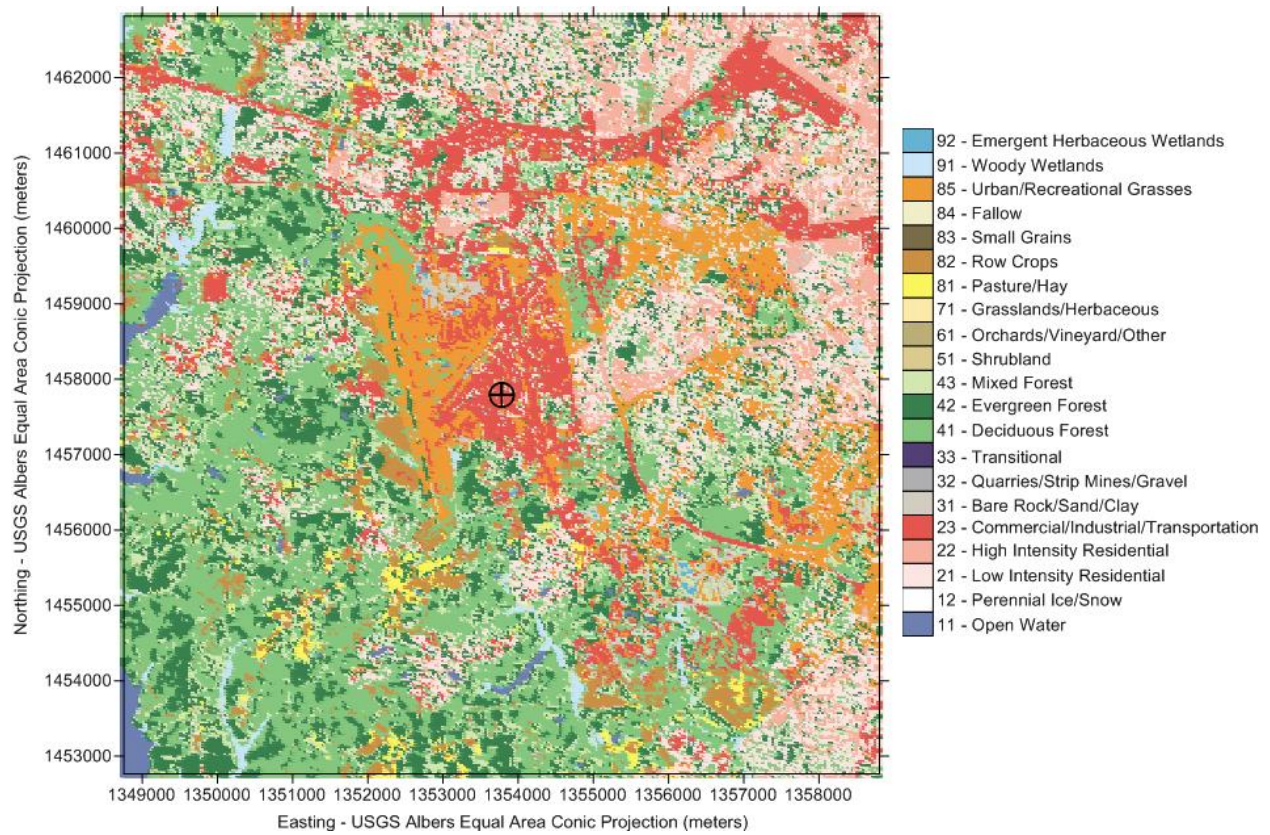 1462000
1461000
1460000
1459000
1458000
1457000
1456000
1455000
1454000
1453000
Northing - USGS Albers Equal Area Conic Projection (meters)
1349000 1350000 1351000 1352000 1353000 1354000 1355000 1356000 1357000 1358000
Easting - USGS Albers Equal Area Conic Projection (meters)
92 - Emergent Herbaceous Wetlands
91 - Woody Wetlands
85 - Urban/Recreational Grasses
84 - Fallow
83 - Small Grains
82 - Row Crops
81 - Pasture/Hay
71 - Grasslands/Herbaceous
61 - Orchards/Vineyard/Other
51 - Shrubland
43 - Mixed Forest
42 - Evergreen Forest
41 - Deciduous Forest
33 - Transitional
32 - Quarries/Strip Mines/Gravel
31 - Bare Rock/Sand/Clay
23 - Commercial/Industrial/Transportation
22 - High Intensity Residential
21 - Low Intensity Residential
12 - Perennial Ice/Snow
11 - Open Water